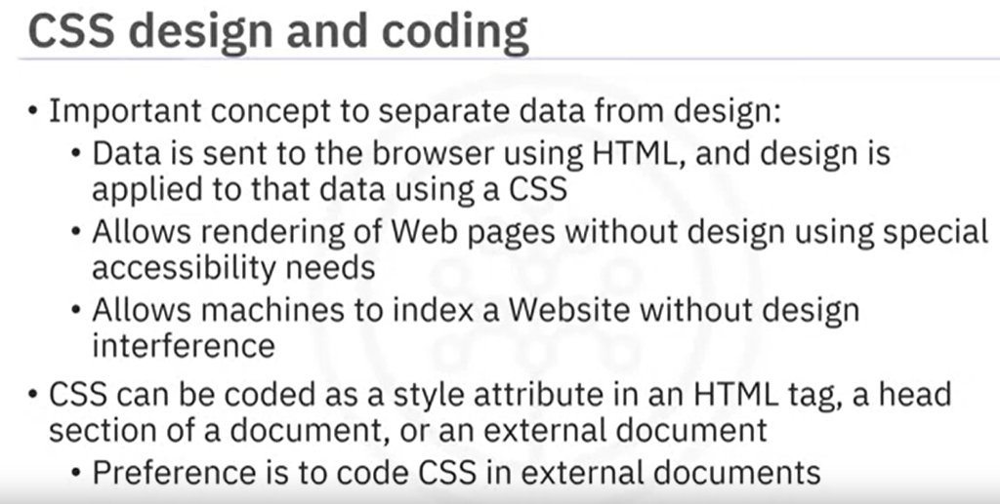 CSS design and coding
• Important concept to separate data from design:
• Data is sent to the browser using HTML, and design is
applied to that data using a CSS
• Allows rendering of Web pages without design using special
accessibility needs
• Allows machines to index a Website without design
interference
• CSS can be coded as a style attribute in an HTML tag, a head
section of a document, or an external document
• Preference is to code CSS in external documents